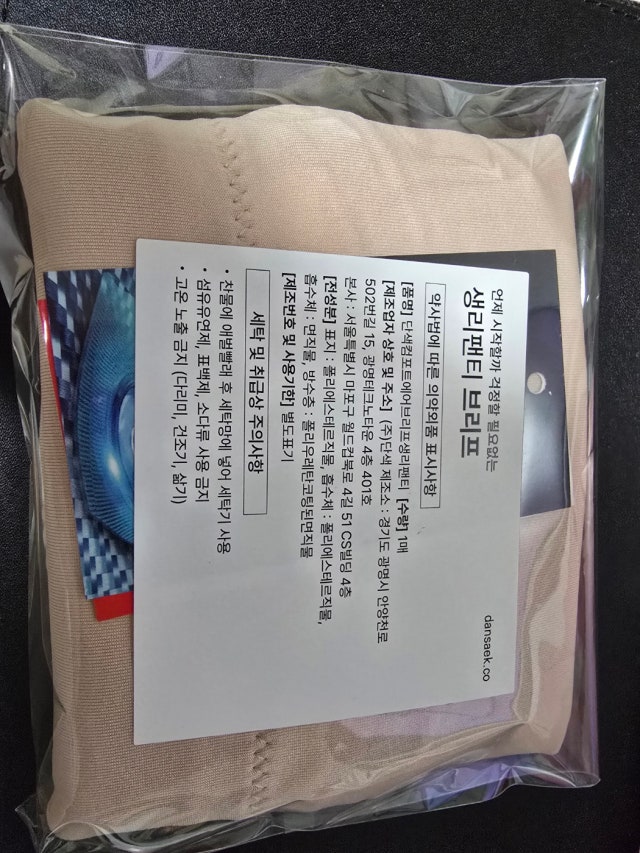 언제 시작할까 걱정할 필요없는
생리팬티 브리프
dansaek.co
약사법에 따른 의약외품 표시사항
[품명] 단색컴포트에어브리프생리팬티 [수량] 1매
[제조업자 상호 및 주소] (주)단색 제조소 : 경기도 광명시 안양천로
502번길 15, 광명테크노타운 4층 401호
본사 : 서울특별시 마포구 월드컵북로 4길 51 CS빌딩 4층
[전성분] 표지 : 폴리에스테르직물 흡수체 : 폴리에스테르직물,
흡수체 : 면직물, 방수층 : 폴리우레탄코팅된면직물
[제조번호 및 사용기한] 별도표기
세탁 및 취급상 주의사항
• 찬물에 애벌빨래 후 세탁망에 넣어 세탁기 사용
• 섬유유연제, 표백제, 소다류 사용 금지
• 고온 노출 금지 (다리미, 건조기, 삶기)